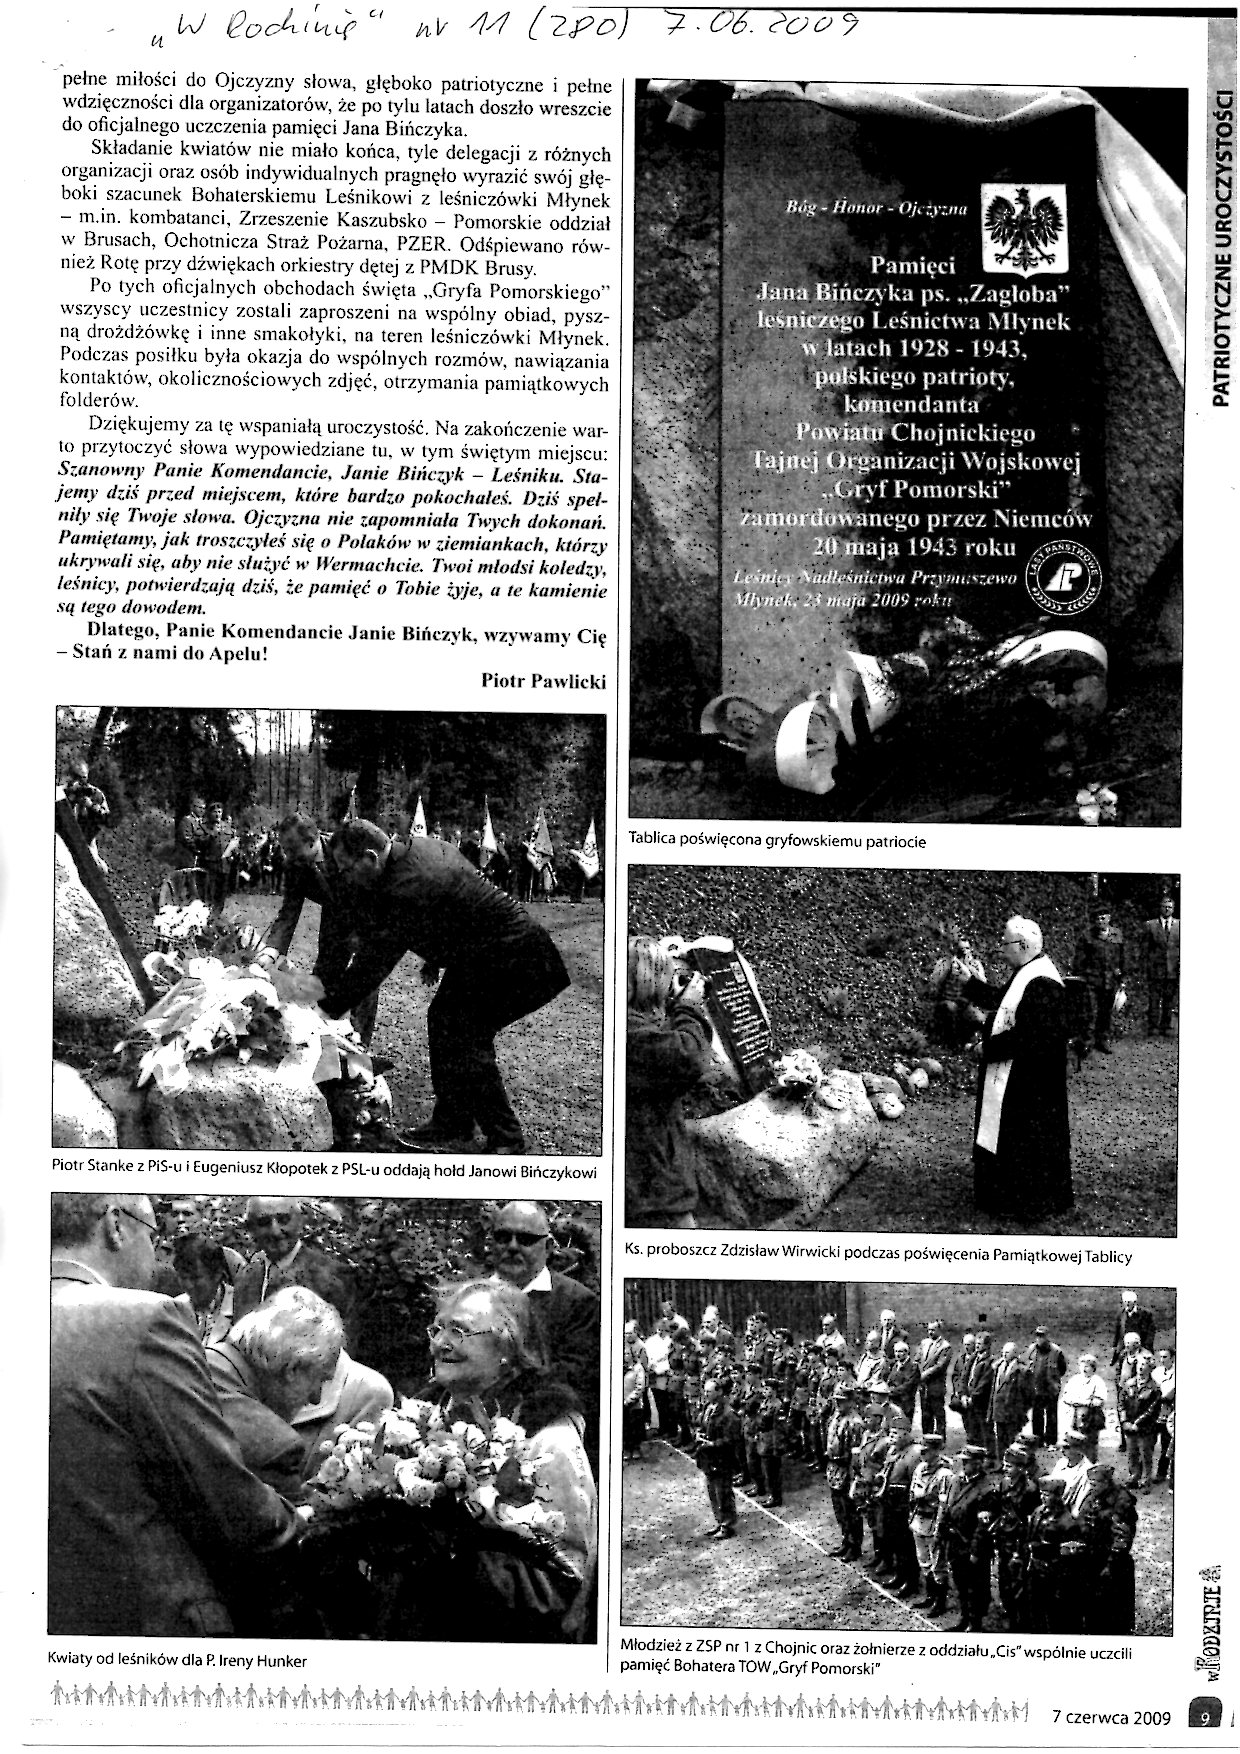 „W Rodzinie" nr 11 (280) 7.06.2009
pełne miłości do Ojczyzny słowa, głęboko patriotyczne i pełne
wdzięczności dla organizatorów, że po tylu latach doszło wreszcie
do oficjalnego uczczenia pamięci Jana Bińczyka.
Składanie kwiatów nie miało końca, tyle delegacji z różnych
organizacji oraz osób indywidualnych pragnęło wyrazić swój głę-
boki szacunek Bohaterskiemu Leśnikowi z leśniczówki Młynek
– m.in. kombatanci, Zrzeszenie Kaszubsko – Pomorskie oddział
w Brusach, Ochotnicza Straż Pożarna, PZER. Odśpiewano rów-
nież Rotę przy dźwiękach orkiestry dętej z PMDK Brusy.
Po tych oficjalnych obchodach święta „Gryfa Pomorskiego”
wszyscy uczestnicy zostali zaproszeni na wspólny obiad, pysz-
ną drożdżówkę i inne smakołyki, na teren leśniczówki Młynek.
Podczas posiłku była okazja do wspólnych rozmów, nawiązania
kontaktów, okolicznościowych zdjęć, otrzymania pamiątkowych
folderów.
Dziękujemy za tę wspaniałą uroczystość. Na zakończenie war-
to przytoczyć słowa wypowiedziane tu, w tym świętym miejscu:
Szanowny Panie Komendancie, Janie Bińczyk – Leśniku. Sta-
jemy dziś przed miejscem, które bardzo pokochałeś. Dziś speł-
niły się Twoje słowa. Ojczyzna nie zapomniała Twych dokonań.
Pamiętamy, jak troszczyłeś się o Polaków w ziemiankach, którzy
ukrywali się, aby nie służyć w Wermachcie. Twoi młodsi koledzy,
leśnicy, potwierdzają dziś, że pamięć o Tobie żyje, a te kamienie
są tego dowodem.
Dlatego, Panie Komendancie Janie Bińczyk, wzywamy Cię
– Stań z nami do Apelu!
Piotr Pawlicki
Piotr Stanke z PiS-u i Eugeniusz Kłopotek z PSL-u oddają hołd Janowi Bińczykowi
Kwiaty od leśników dla P. Ireny Hunker
Bóg - Honor - Ojczyzna
Pamięci
Jana Bińczyka ps. „Zagłoba”
leśniczego Leśnictwa Młynek
w latach 1928 - 1943,
polskiego patrioty,
komendanta
Powiatu Chojnickiego
Tajnej Organizacji Wojskowej
„Gryf Pomorski”
zamordowanego przez Niemców
20 maja 1943 roku
Leśnicy Nadleśnictwa Przymuszewo
Młynek, 23 maja 2009 roku
LASY PAŃSTWOWE
Tablica poświęcona gryfowskiemu patriocie
Ks. proboszcz Zdzisław Wirwicki podczas poświęcenia Pamiątkowej Tablicy
Młodzież z ZSP nr 1 z Chojnic oraz żołnierze z oddziału „Cis” wspólnie uczcili
pamięć Bohatera TOW „Gryf Pomorski”
PATRIOTYCZNE UROCZYSTOŚCI
w RODZINIE
7 czerwca 2009 9